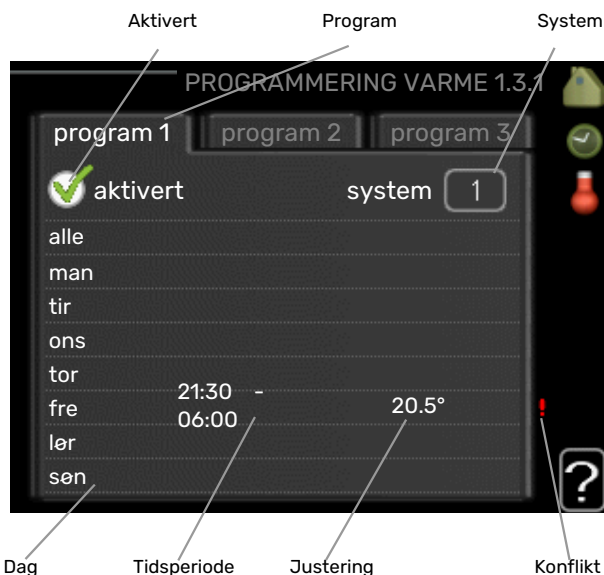 Aktivert Program System
PROGRAMMERING VARME 1.3.1
program 1 program 2 program 3
aktivert system 1
alle
man
tir
ons
tor
fre 21:30 - 06:00 20.5° !
lør
søn
?
Dag Tidsperiode Justering Konflikt